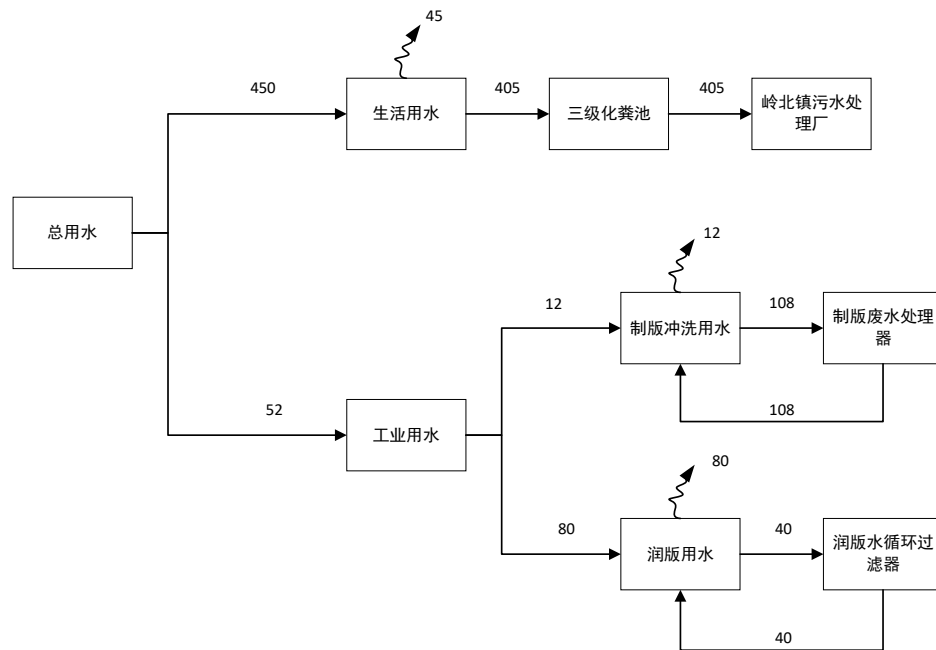 45
450
生活用水
405
三级化粪池
405
岭北镇污水处
理厂
总用水
12
12
制版冲洗用水
108
制版废水处理
器
108
52
工业用水
80
80
润版用水
40
润版水循环过
滤器
40